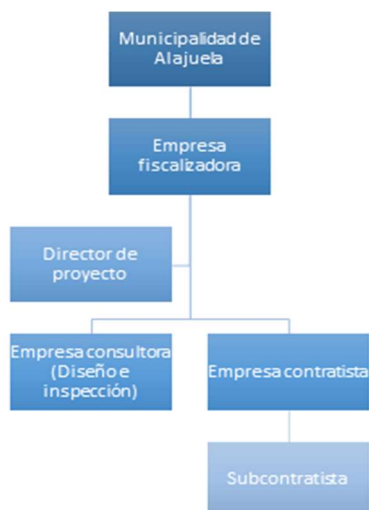 Municipalidad de
Alajuela
Empresa
fiscalizadora
Director de
proyecto
Empresa consultora
(Diseño e
inspección)
Empresa contratista
Subcontratista